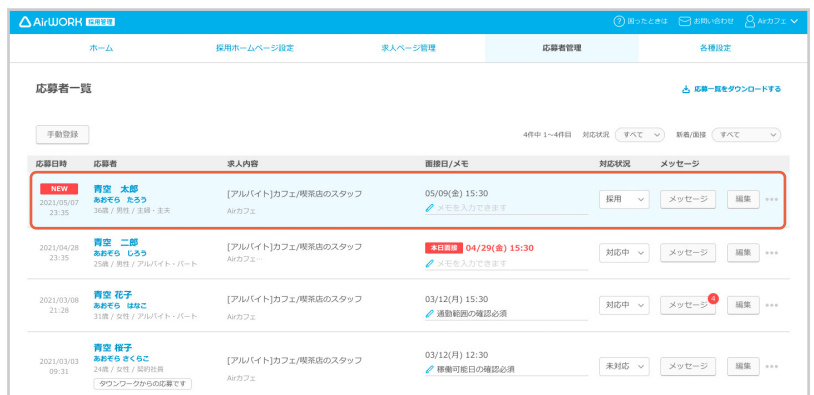 AirWORK 採用管理
困ったときは お問い合わせ Airカフェ
ホーム 採用ホームページ設定 求人ページ管理 応募者管理 各種設定
応募者一覧
応募一覧をダウンロードする
手動登録
4件中 1~4件目 対応状況 すべて 新着/面接 すべて
応募日時 応募者 求人内容 面接日/メモ 対応状況 メッセージ
NEW
2021/05/07
23:35
青空 太郎
あおぞら たろう
36歳 / 男性 / 主婦・主夫
[アルバイト]カフェ/喫茶店のスタッフ
Airカフェ
05/09(金) 15:30
メモを入力できます
採用 メッセージ 編集
2021/04/28
23:35
青空 二郎
あおぞら じろう
25歳 / 男性 / アルバイト・パート
[アルバイト]カフェ/喫茶店のスタッフ
Airカフェ…
本日面接 04/29(金) 15:30
メモを入力できます
対応中 メッセージ 編集
2021/03/08
21:28
青空 花子
あおぞら はなこ
31歳 / 女性 / アルバイト・パート
[アルバイト]カフェ/喫茶店のスタッフ
Airカフェ
03/12(月) 15:30
通勤範囲の確認必須
対応中 メッセージ 4 編集
2021/03/03
09:31
青空 桜子
あおぞら さくらこ
24歳 / 女性 / 契約社員
タウンワークからの応募です
[アルバイト]カフェ/喫茶店のスタッフ
Airカフェ
03/12(月) 12:30
稼働可能日の確認必須
未対応 メッセージ 編集